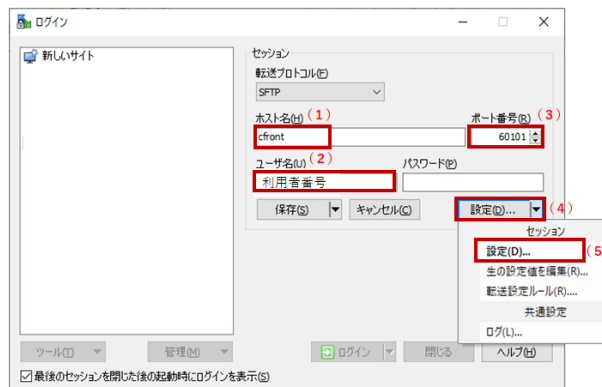 ログイン
新しいサイト
セッション
転送プロトコル(F)
SFTP
ホスト名(H) (1)
ポート番号(R) (3)
cfront
60101
ユーザ名(U) (2)
パスワード(P)
利用者番号
保存(S)
キャンセル(C)
設定(D)... (4)
セッション
設定(D)... (5
生の設定値を編集(R)...
転送設定ルール(R)....
共通設定
ログ(L)...
ツール(T)
管理(M)
ログイン
閉じる
ヘルプ(H)
最後のセッションを閉じた後の起動時にログインを表示(S)